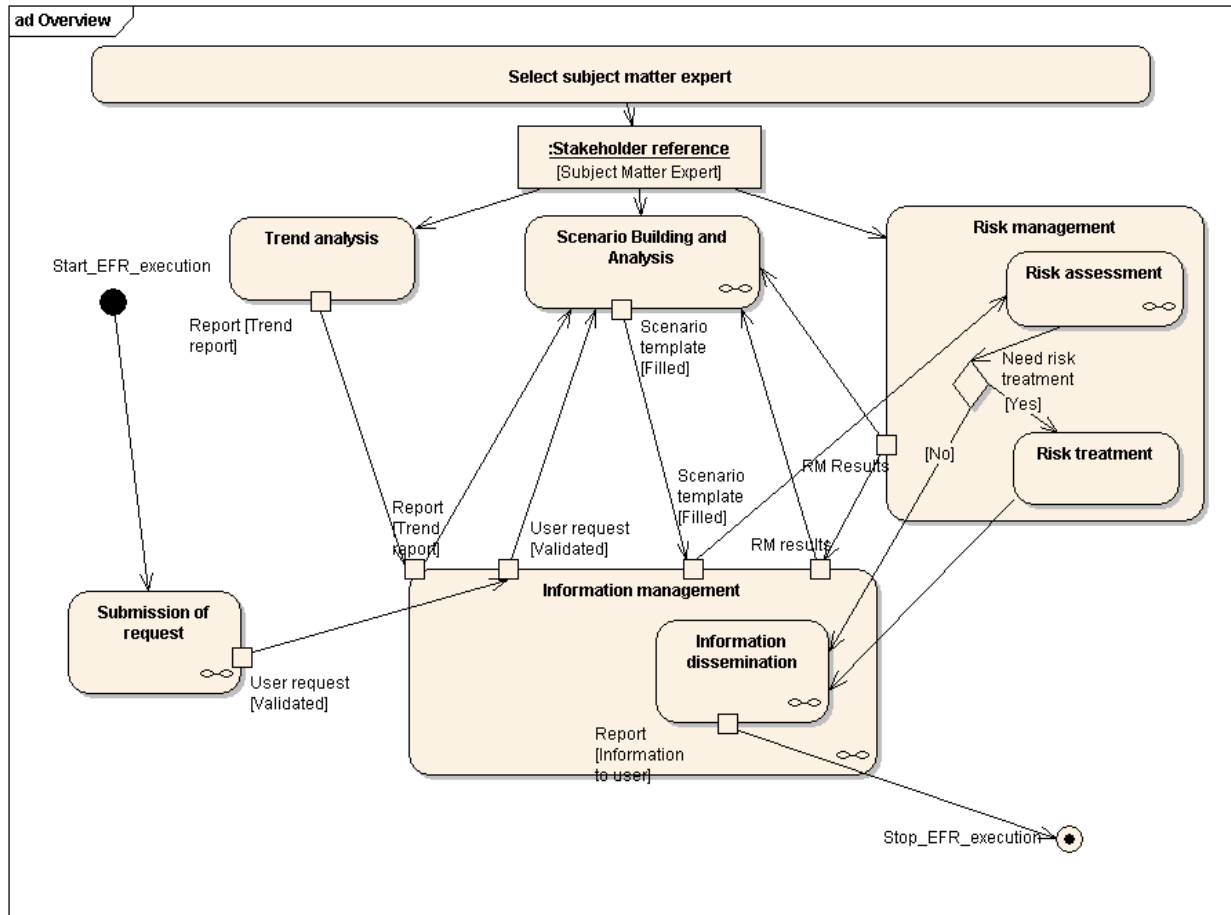 ad Overview
Select subject matter expert
:Stakeholder reference
[Subject Matter Expert]
Trend analysis
Scenario Building and
Analysis
Risk management
Risk assessment
Start_EFR_execution
Report [Trend
report]
Scenario
template
[Filled]
Need risk
treatment
[Yes]
[No]
Risk treatment
RM Results
Report
[Trend
report]
User request
[Validated]
Scenario
template
[Filled]
RM results
Information management
Submission of
request
User request
[Validated]
Information
dissemination
Report
[Information
to user]
Stop_EFR_execution